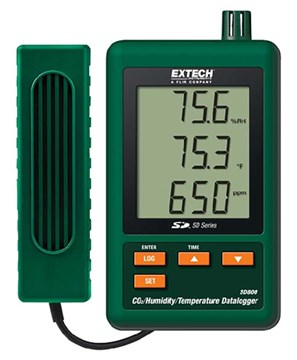 EXTECH
A FLIR COMPANY
75.6 %RH
75.3 °F
650 ppm
SD SD Series
ENTER TIME
LOG ▲ ▼
SET
SD800
CO₂/Humidity/Temperature Datalogger